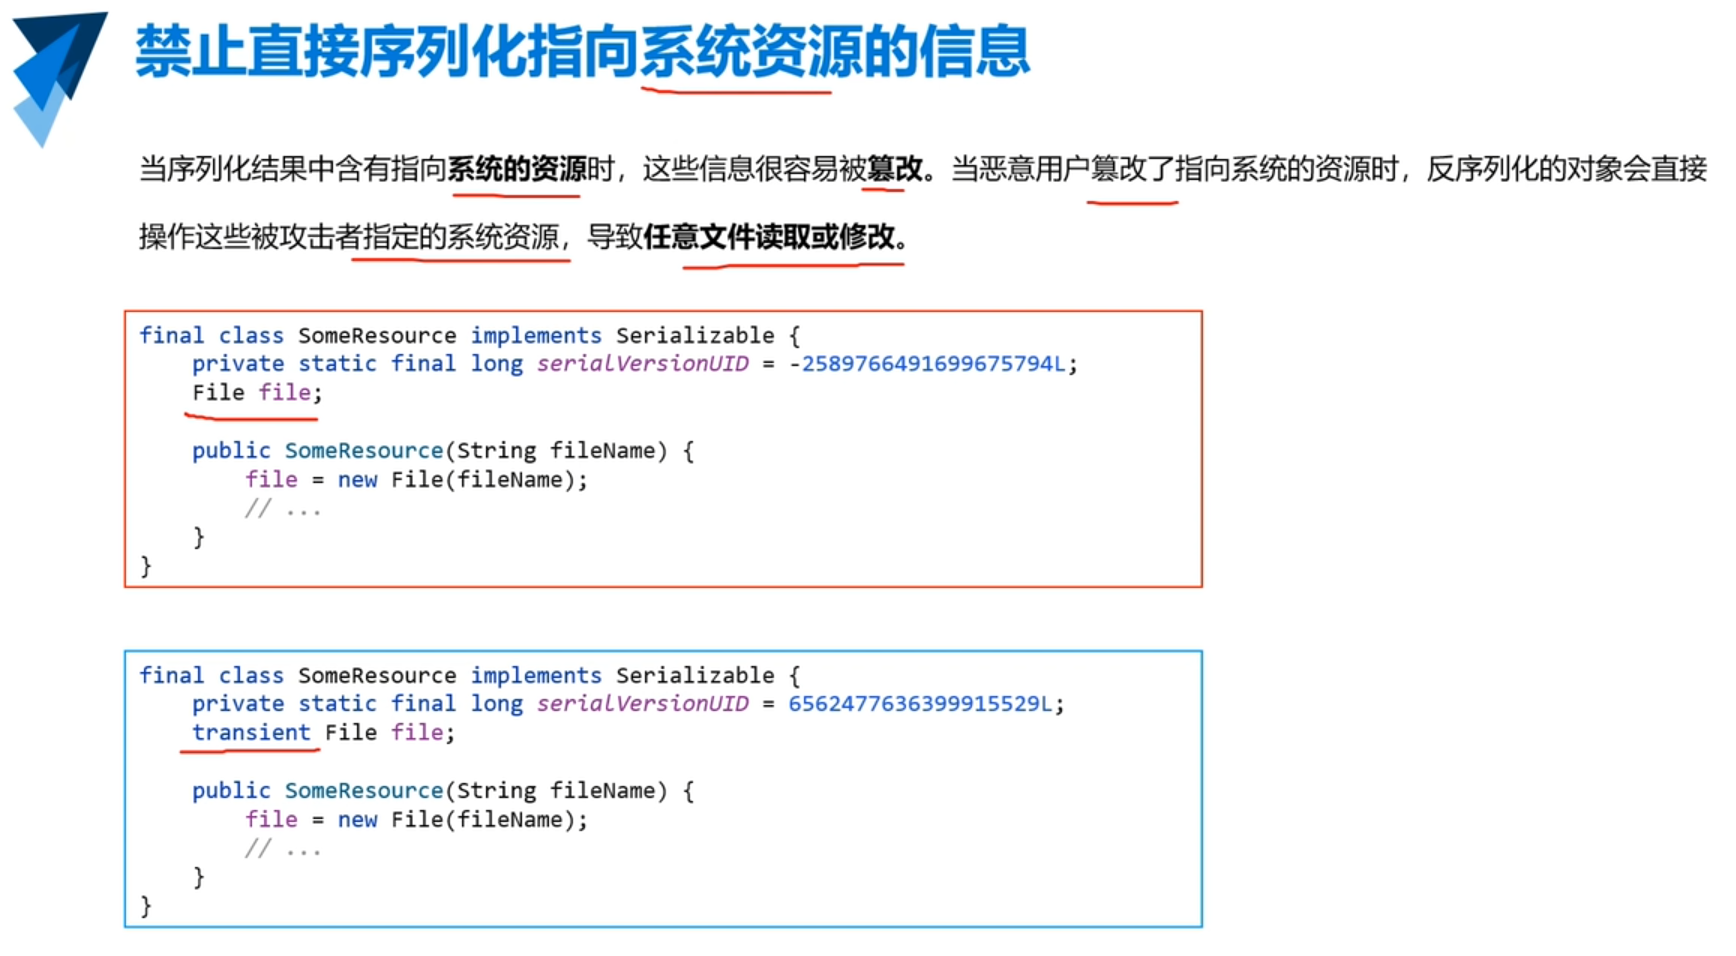 禁止直接序列化指向系统资源的信息
当序列化结果中含有指向系统的资源时，这些信息很容易被篡改。当恶意用户篡改了指向系统的资源时，反序列化的对象会直接
操作这些被攻击者指定的系统资源，导致任意文件读取或修改。
final class SomeResource implements Serializable {
    private static final long serialVersionUID = -2589766491699675794L;
    File file;
    public SomeResource(String fileName) {
        file = new File(fileName);
        // ...
    }
}
final class SomeResource implements Serializable {
    private static final long serialVersionUID = 6562477636399915529L;
    transient File file;
    public SomeResource(String fileName) {
        file = new File(fileName);
        // ...
    }
}